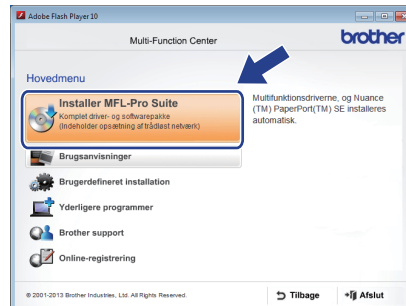 Adobe Flash Player 10
Multi-Function Center
brother
Hovedmenu
Installer MFL-Pro Suite
Komplet driver- og softwarepakke
(Indeholder opsætning af trådløst netværk)
Multifunktionsdriverne, og Nuance
(TM) PaperPort(TM) SE installeres
automatisk.
Brugsanvisninger
Brugerdefineret installation
Yderligere programmer
Brother support
Online-registrering
© 2001-2013 Brother Industries, Ltd. All Rights Reserved.
Tilbage
Afslut